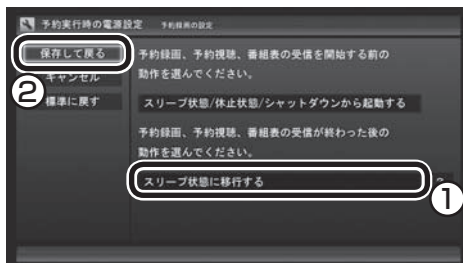 予約実行時の電源設定 予約録画の設定
保存して戻る
キャンセル
標準に戻す
予約録画、予約視聴、番組表の受信を開始する前の
動作を選んでください。
スリープ状態/休止状態/シャットダウンから起動する
予約録画、予約視聴、番組表の受信が終わった後の
動作を選んでください。
スリープ状態に移行する
①
②